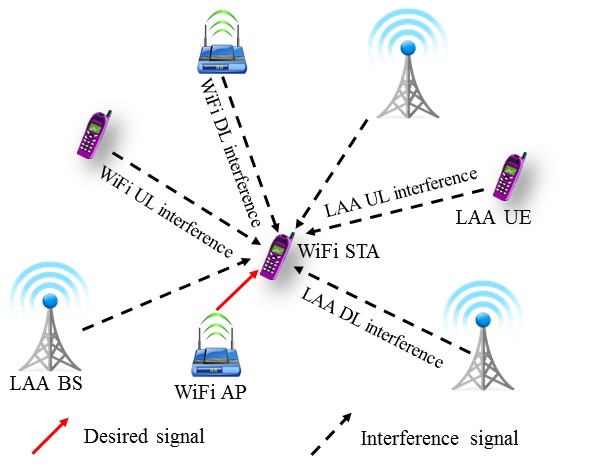 WiFi DL interference
WiFi UL interference
LAA UL interference
LAA UE
WiFi STA
LAA DL interference
LAA BS
WiFi AP
Desired signal
Interference signal